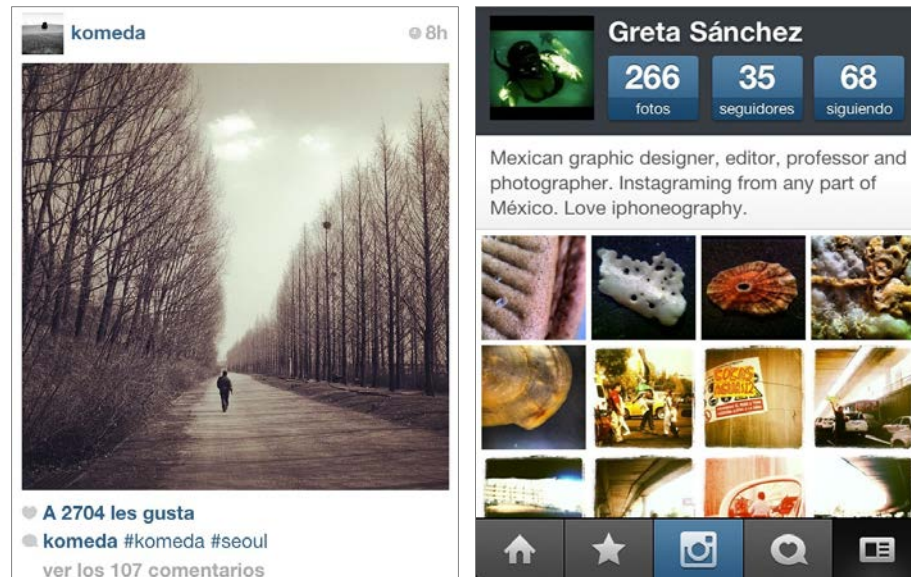 komeda
8h
A 2704 les gusta
komeda #komeda #seoul
ver los 107 comentarios
Greta Sánchez
266
fotos
35
seguidores
68
siguiendo
Mexican graphic designer, editor, professor and
photographer. Instagraming from any part of
México. Love iphoneography.